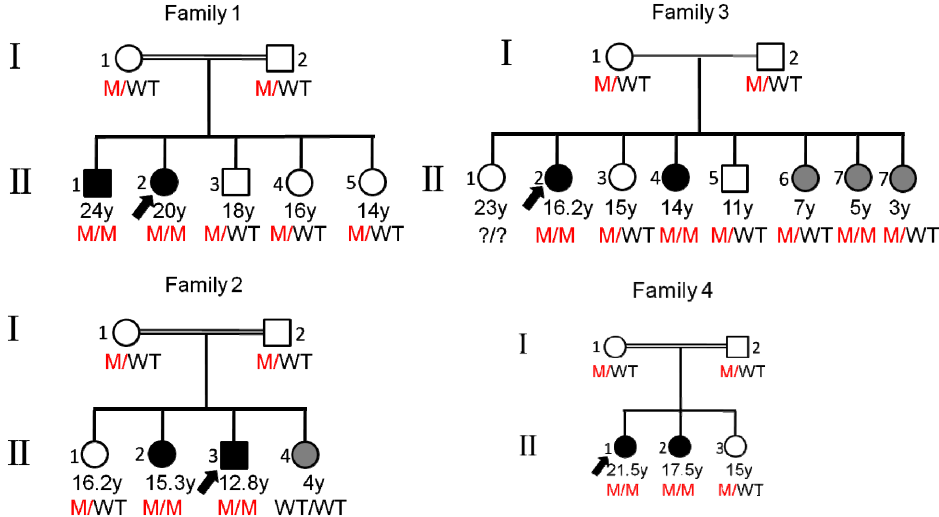 Family 1
I
1
2
M/WT
M/WT
II
1
2
3
4
5
24y
20y
18y
16y
14y
M/M
M/M
M/WT
M/WT
M/WT
Family 3
I
1
2
M/WT
M/WT
II
1
2
3
4
5
6
7
7
23y
16.2y
15y
14y
11y
7y
5y
3y
?/?
M/M
M/WT
M/M
M/WT
M/WT
M/M
M/WT
Family 2
I
1
2
M/WT
M/WT
II
1
2
3
4
16.2y
15.3y
12.8y
4y
M/WT
M/M
M/M
WT/WT
Family 4
I
1
2
M/WT
M/WT
II
1
2
3
21.5y
17.5y
15y
M/M
M/M
M/WT